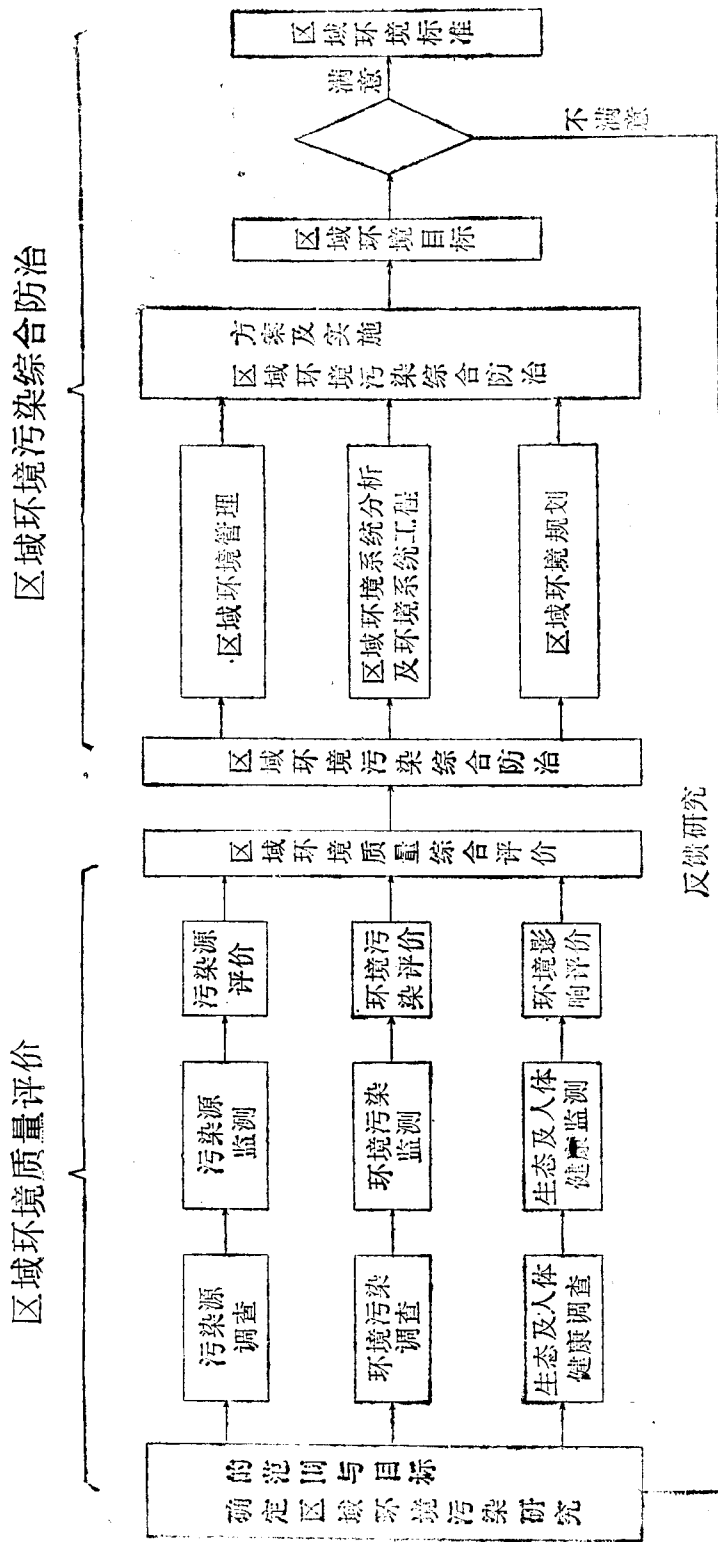 区域环境质量评价
区域环境污染综合防治
确定区域环境污染研究
的范围与目标
污染源
调查
污染源
监测
污染源
评价
环境污染
调查
环境污染
监测
环境污
染评价
生态及人体
健康调查
生态及人体
健康监测
环境影
响评价
区域环境质量综合评价
区域环境污染综合防治
区域环境管理
区域环境系统分析
及环境系统工程
区域环境规划
区域环境污染综合防治
方案及实施
区域环境目标
满意
不满意
区域环境标准
反馈研究